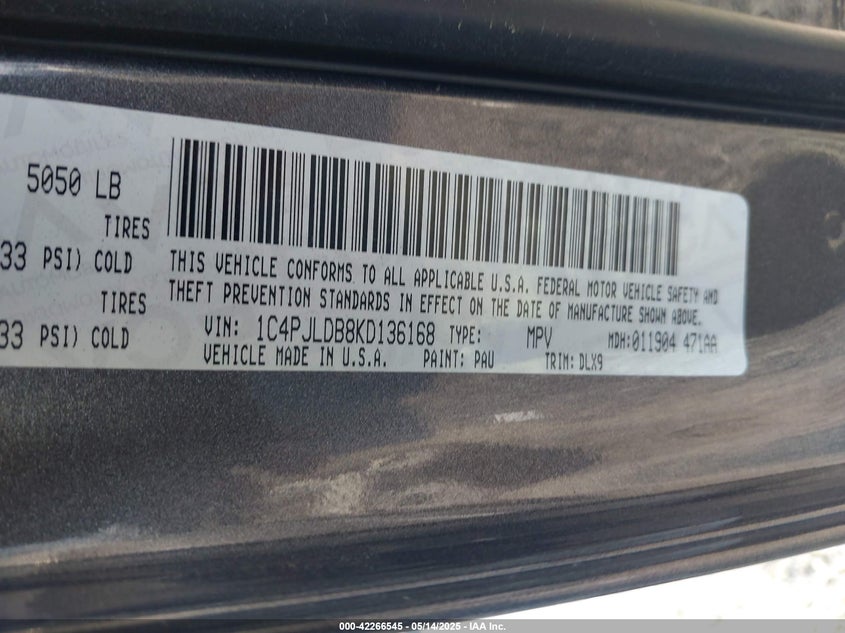 5050 LB
TIRES
33 PSI) COLD
TIRES
33 PSI) COLD
THIS VEHICLE CONFORMS TO ALL APPLICABLE U.S.A. FEDERAL MOTOR VEHICLE SAFETY AND
THEFT PREVENTION STANDARDS IN EFFECT ON THE DATE OF MANUFACTURE SHOWN ABOVE.
VIN: 1C4PJLDB8KD136168 TYPE: MPV MDH:011904 471AA
VEHICLE MADE IN U.S.A. PAINT: PAU TRIM: DLX9
000-42266545 - 05/14/2025 - IAA Inc.